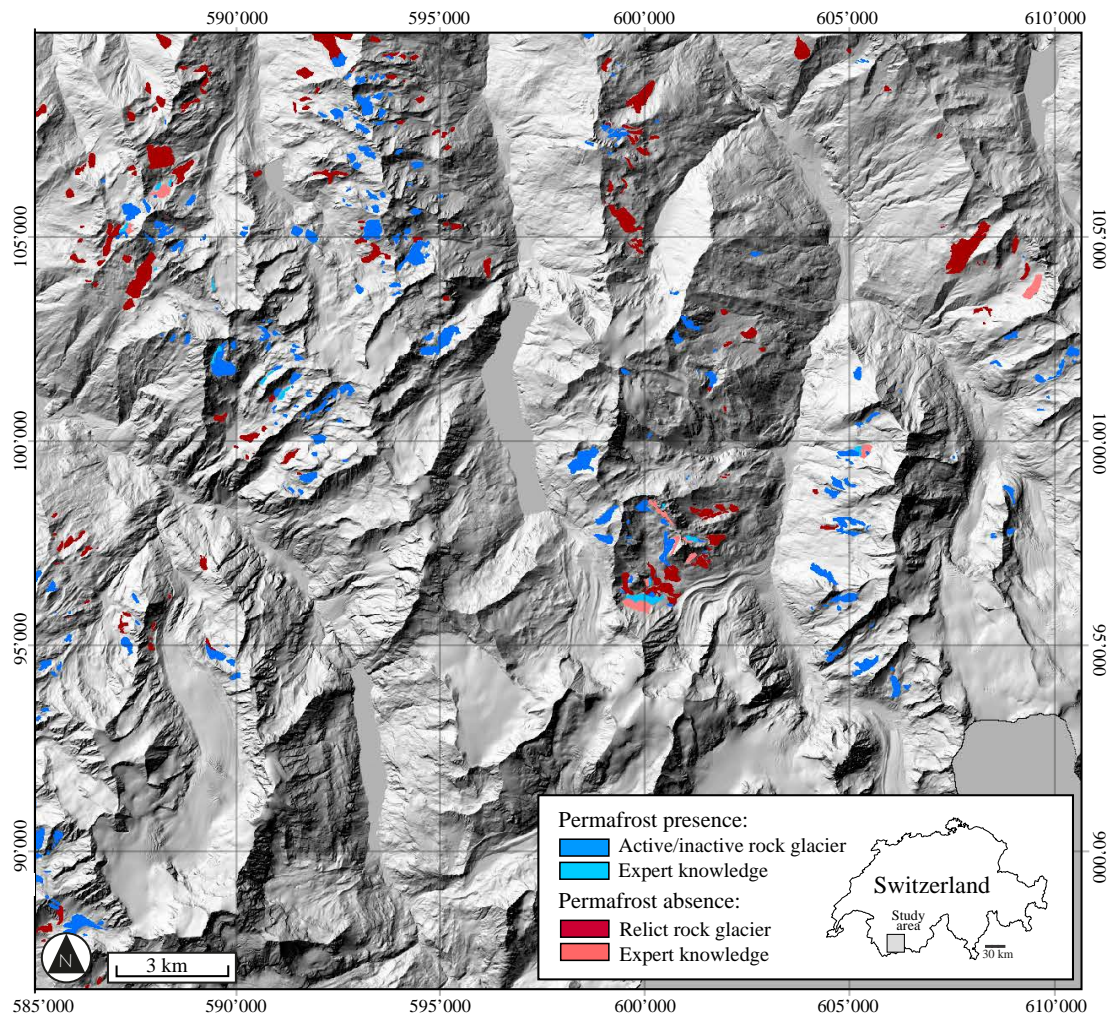 590’000 595’000 600’000 605’000 610’000
105’000 105’000
100’000 100’000
95’000 95’000
90’000 90’000
Permafrost presence:
Active/inactive rock glacier
Expert knowledge
Permafrost absence:
Relict rock glacier
Expert knowledge
Switzerland
Study
area
30 km
N
3 km
585’000 590’000 595’000 600’000 605’000 610’000